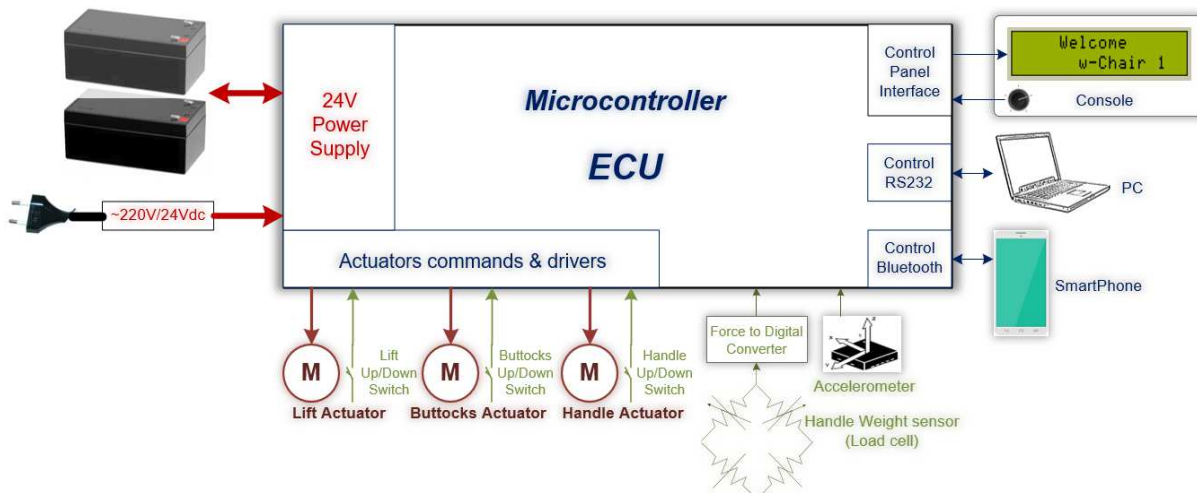 Microcontroller
ECU
24V
Power
Supply
~220V/24Vdc
Actuators commands & drivers
Control
Panel
Interface
Welcome
w-Chair 1
Console
Control
RS232
PC
Control
Bluetooth
SmartPhone
M
Lift
Up/Down
Switch
Lift Actuator
M
Buttocks
Up/Down
Switch
Buttocks Actuator
M
Handle
Up/Down
Switch
Handle Actuator
Force to Digital
Converter
X
Y
Z
Accelerometer
Handle Weight sensor
(Load cell)